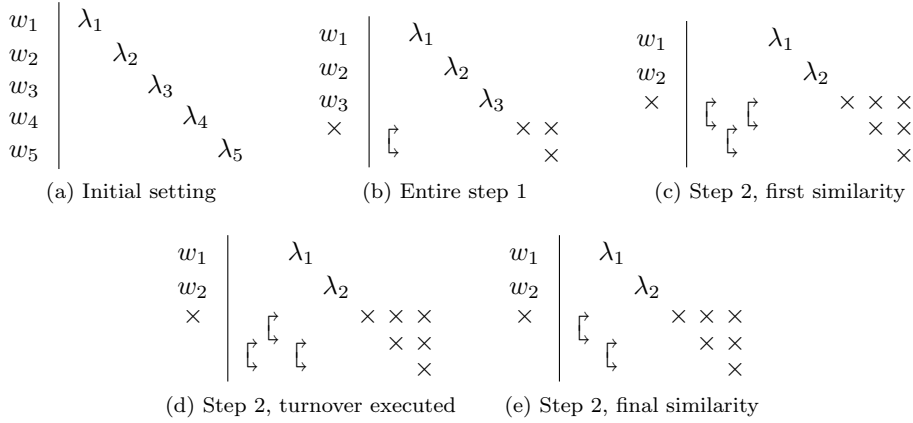 w₁ λ₁
w₂ λ₂
w₃ λ₃
w₄ λ₄
w₅ λ₅
(a) Initial setting
w₁ λ₁
w₂ λ₂
w₃ λ₃
× × ×
×
(b) Entire step 1
w₁ λ₁
w₂ λ₂
× × × ×
× ×
×
(c) Step 2, first similarity
w₁ λ₁
w₂ λ₂
× × × ×
× ×
×
(d) Step 2, turnover executed
w₁ λ₁
w₂ λ₂
× × × ×
× ×
×
(e) Step 2, final similarity